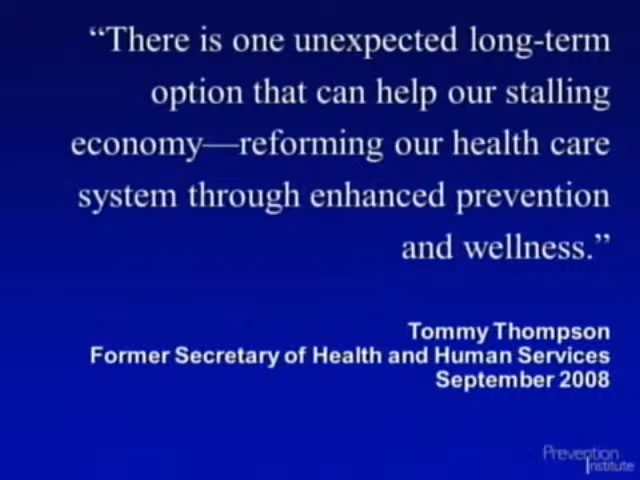 “There is one unexpected long-term
option that can help our stalling
economy—reforming our health care
system through enhanced prevention
and wellness.”
Tommy Thompson
Former Secretary of Health and Human Services
September 2008
Prevention
Institute